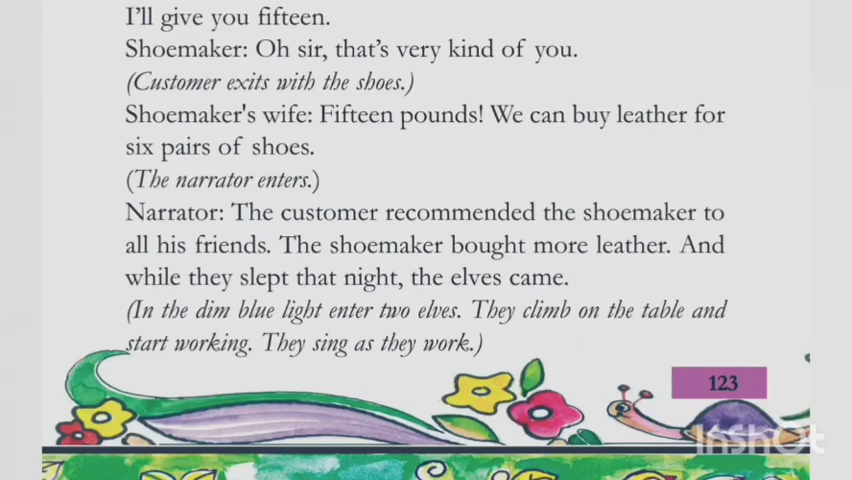 I’ll give you fifteen.
Shoemaker: Oh sir, that’s very kind of you.
(Customer exits with the shoes.)
Shoemaker's wife: Fifteen pounds! We can buy leather for
six pairs of shoes.
(The narrator enters.)
Narrator: The customer recommended the shoemaker to
all his friends. The shoemaker bought more leather. And
while they slept that night, the elves came.
(In the dim blue light enter two elves. They climb on the table and
start working. They sing as they work.)
123
InShOt